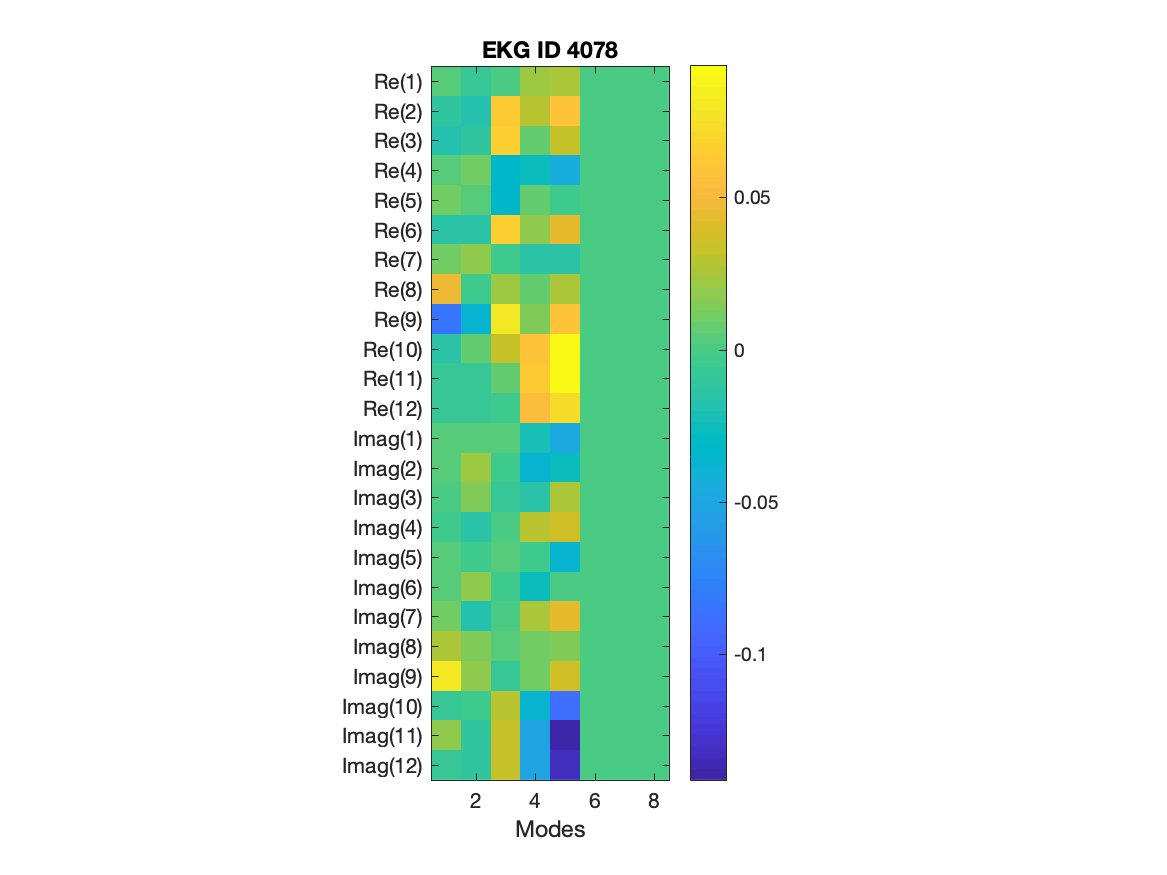 EKG ID 4078
Re(1)
Re(2)
Re(3)
Re(4)
Re(5)
Re(6)
Re(7)
Re(8)
Re(9)
Re(10)
Re(11)
Re(12)
Imag(1)
Imag(2)
Imag(3)
Imag(4)
Imag(5)
Imag(6)
Imag(7)
Imag(8)
Imag(9)
Imag(10)
Imag(11)
Imag(12)
2 4 6 8
Modes
0.05
0
-0.05
-0.1